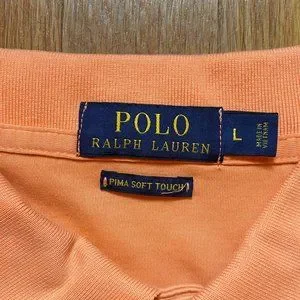 POLO
RALPH LAUREN
L
MADE IN
VIETNAM
PIMA SOFT TOUCH